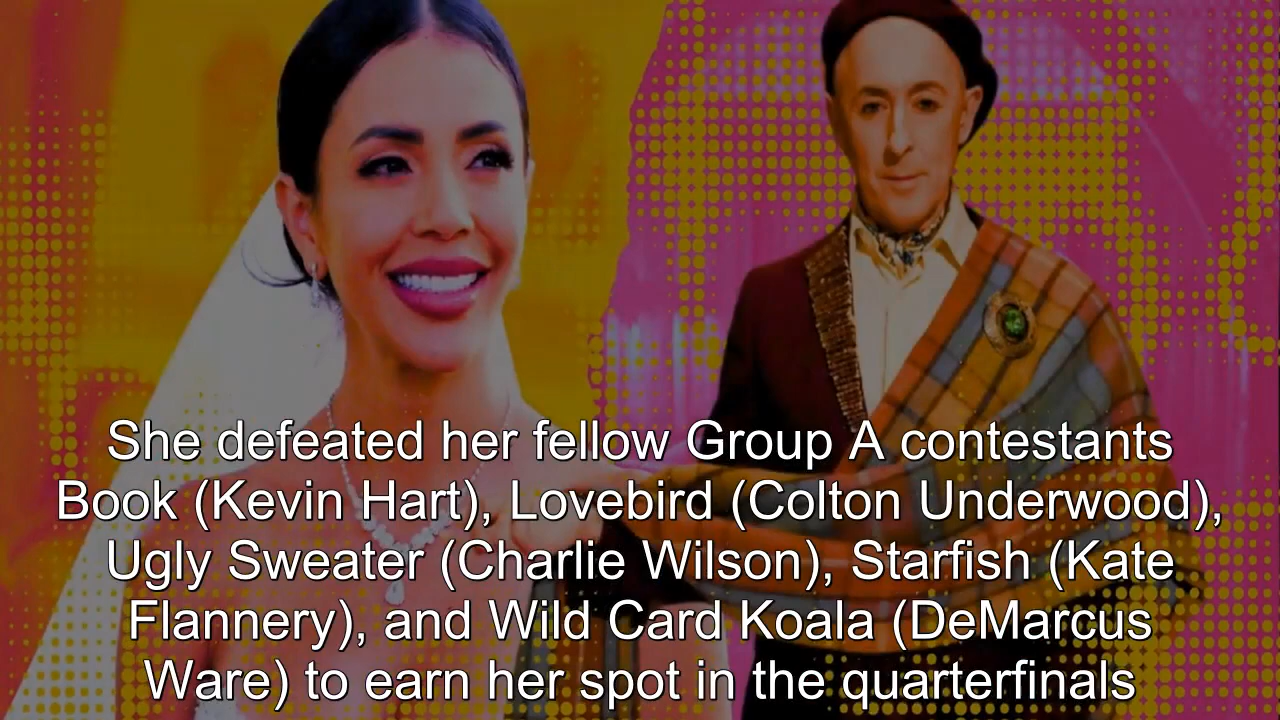 She defeated her fellow Group A contestants
Book (Kevin Hart), Lovebird (Colton Underwood),
Ugly Sweater (Charlie Wilson), Starfish (Kate
Flannery), and Wild Card Koala (DeMarcus
Ware) to earn her spot in the quarterfinals